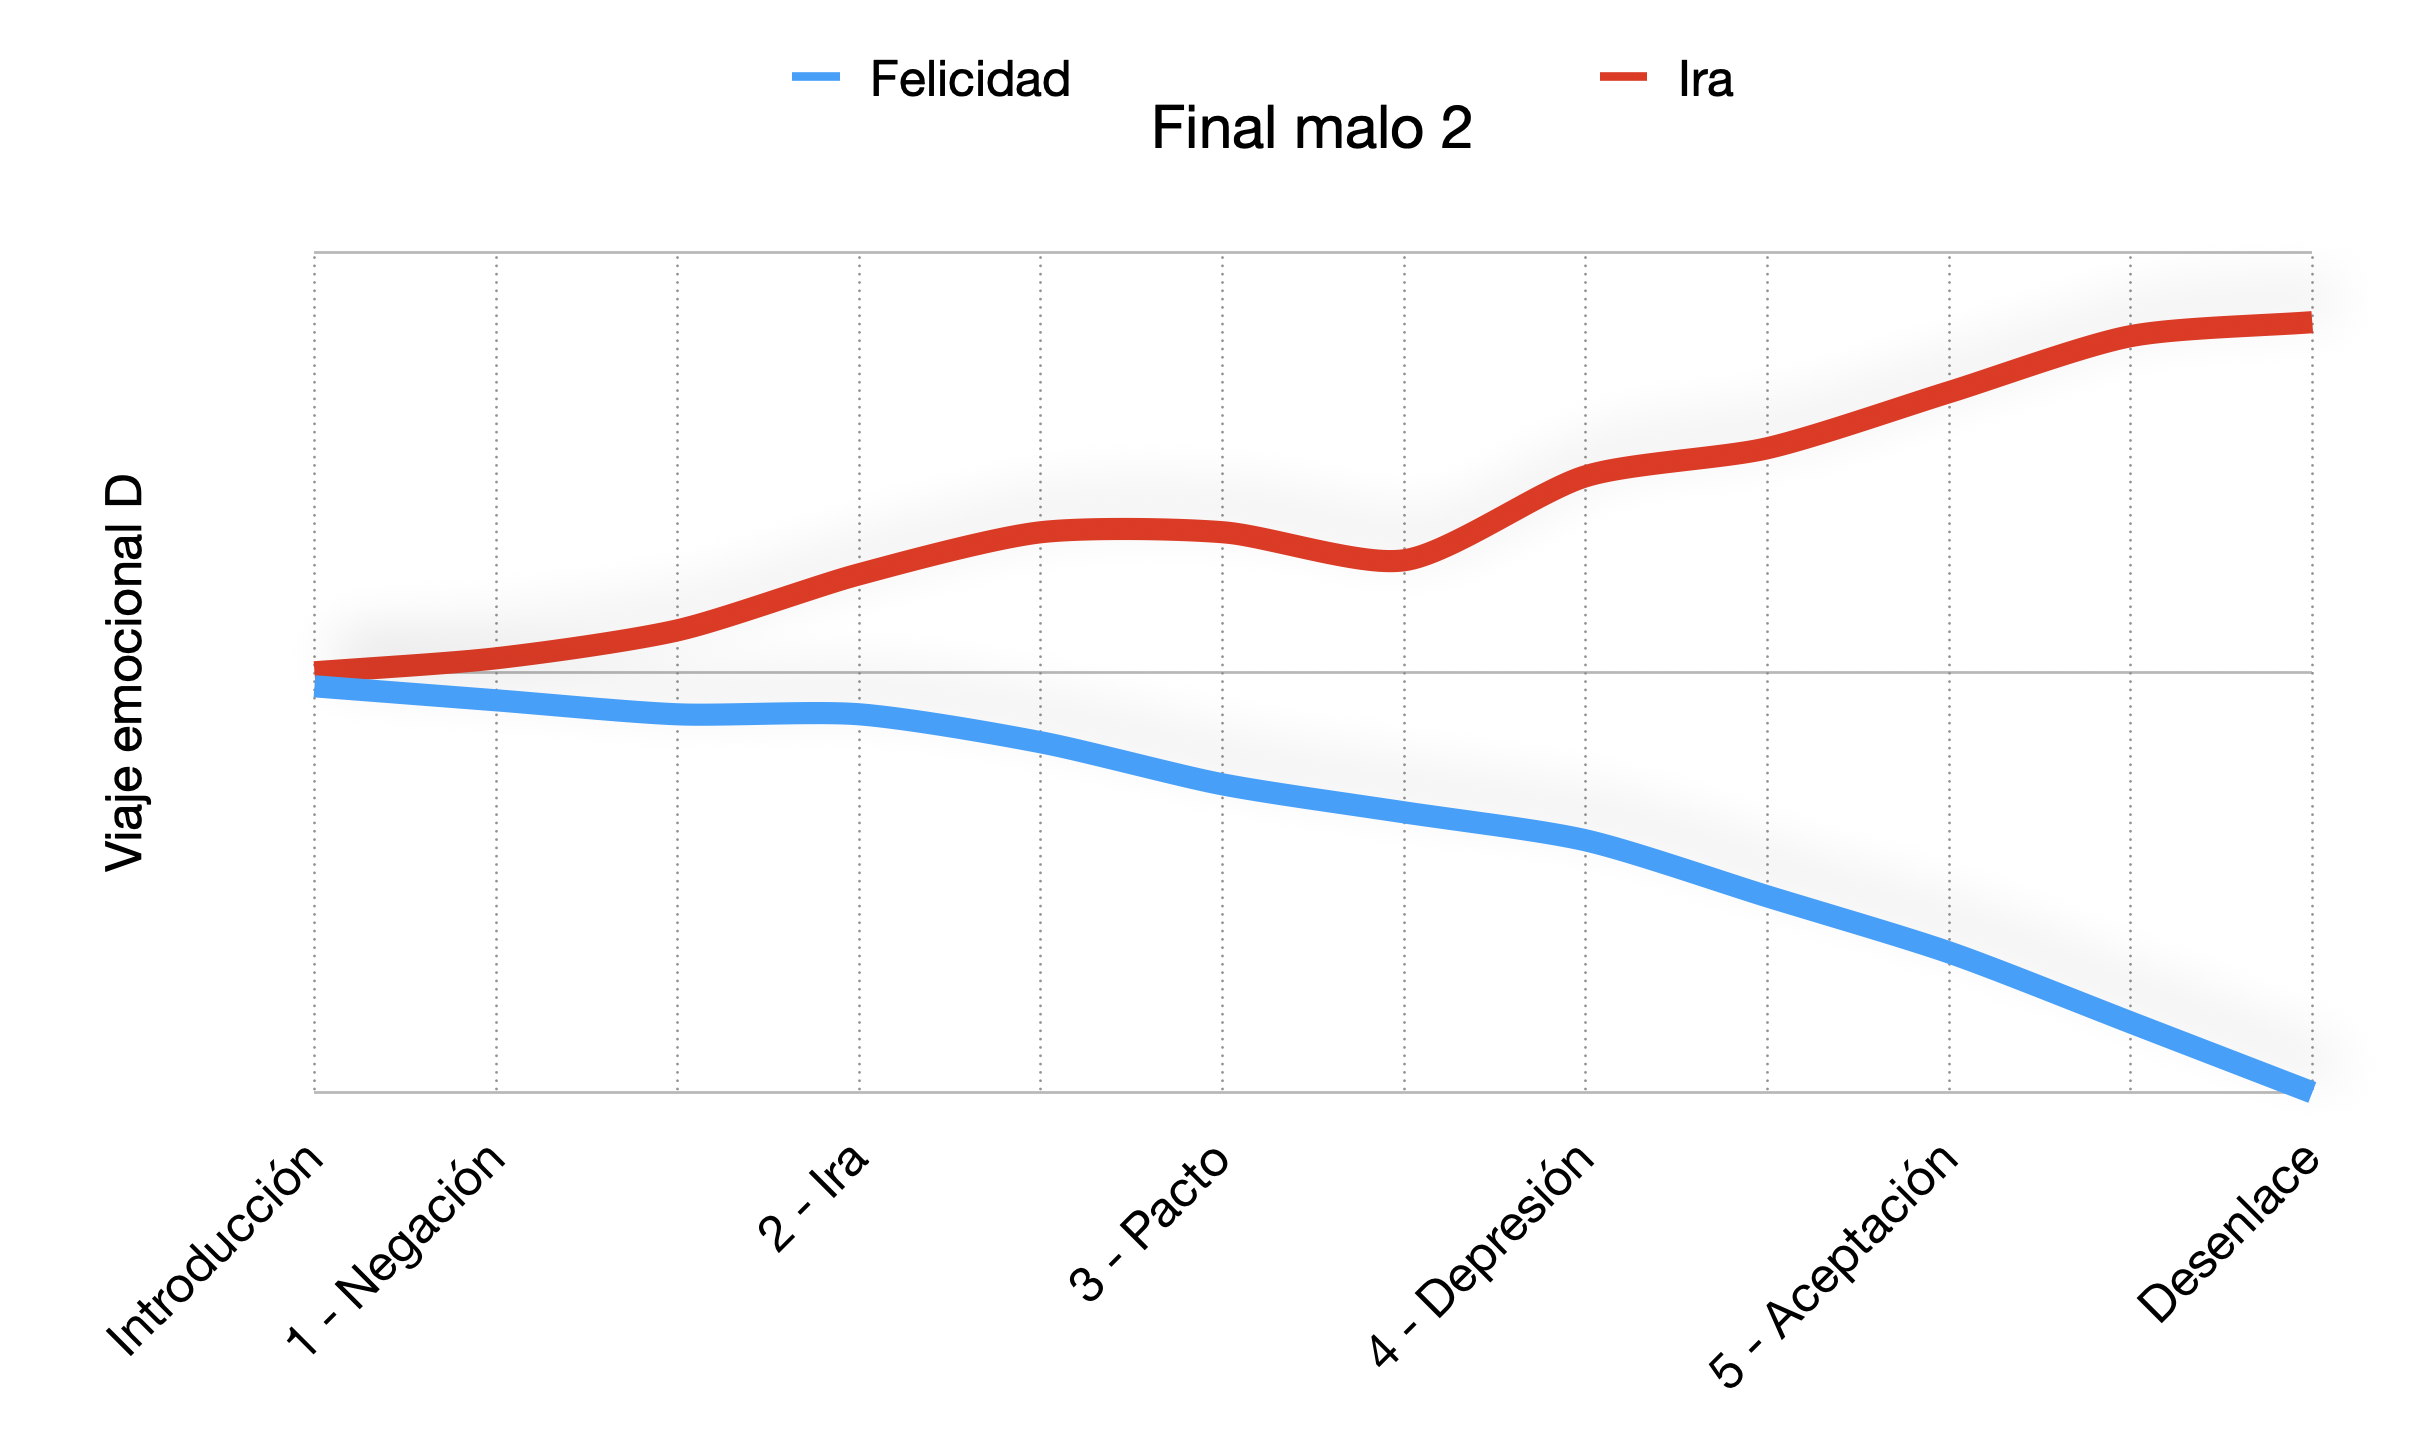 Felicidad
Ira
Final malo 2
Viaje emocional D
Introducción
1 - Negación
2 - Ira
3 - Pacto
4 - Depresión
5 - Aceptación
Desenlace